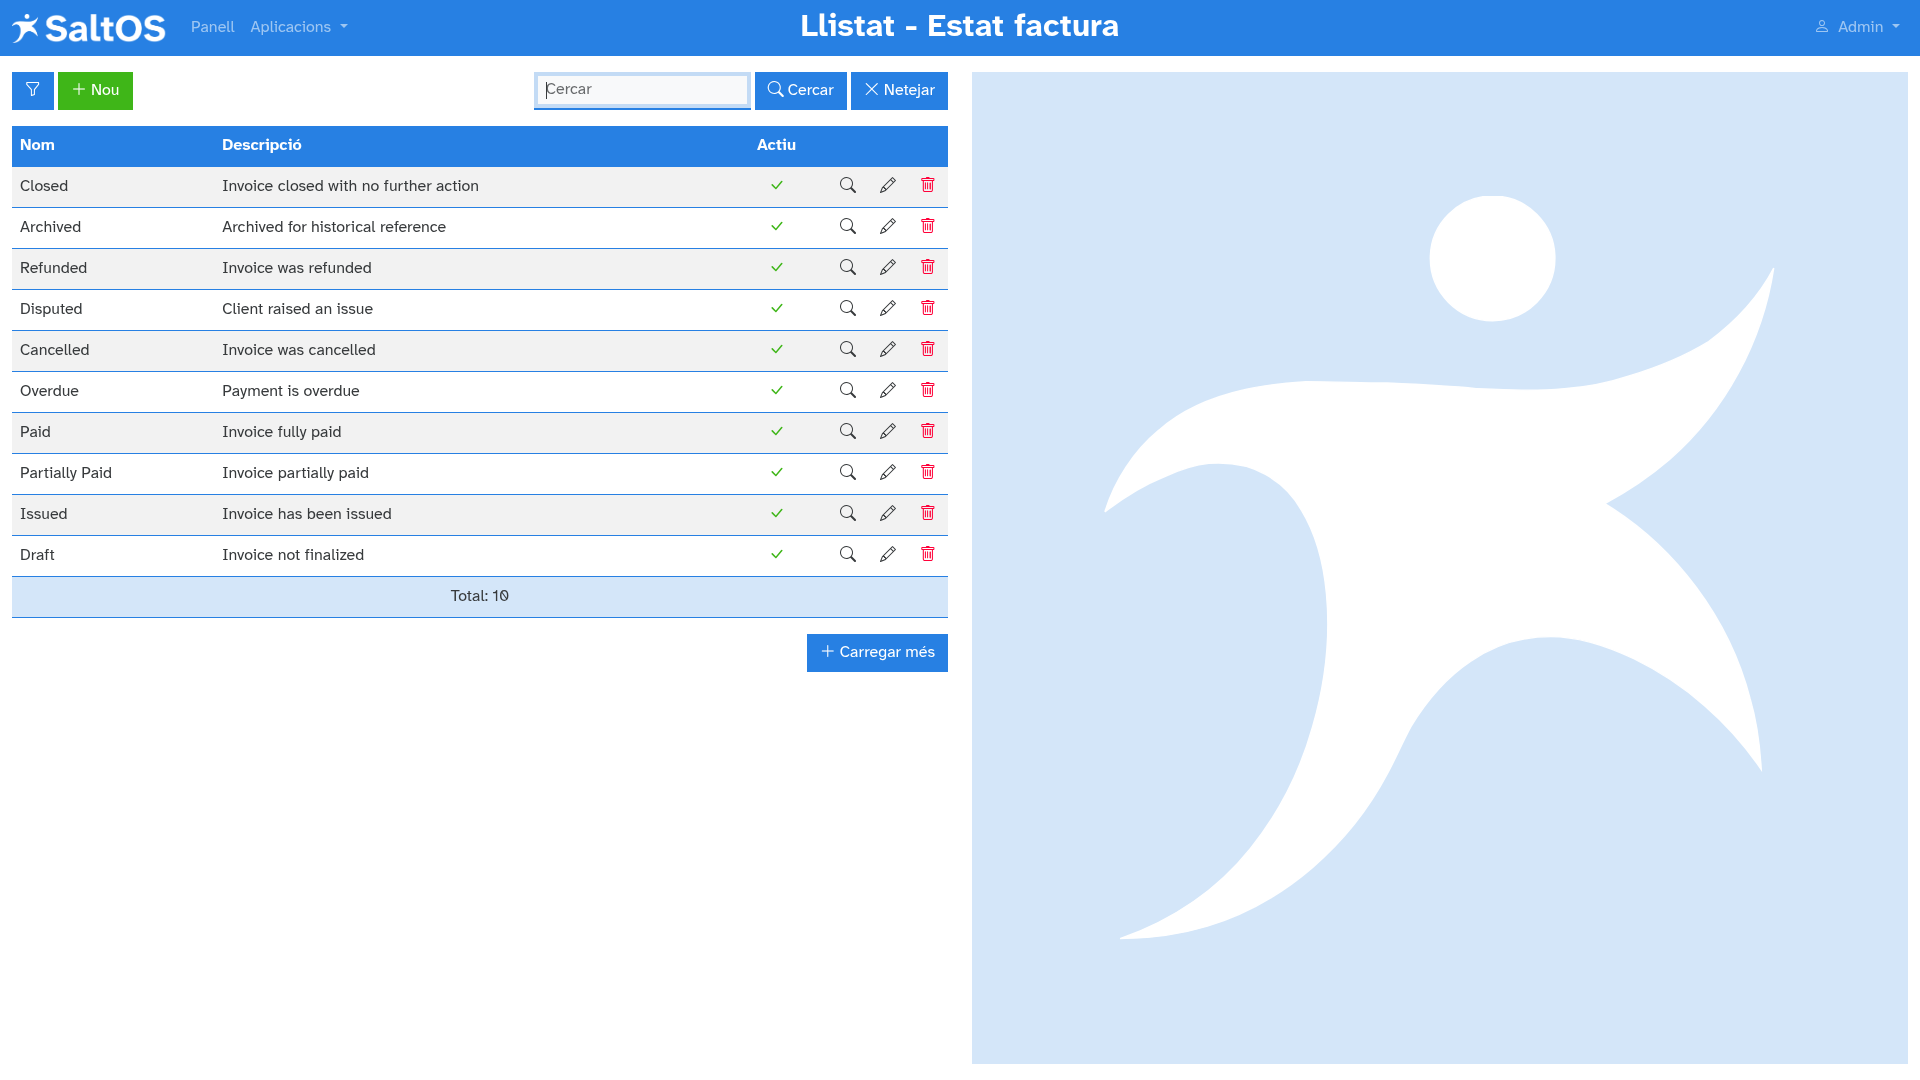 SaltOS Panell Aplicacions Llistat - Estat factura Admin
Nou Cercar Cercar Netejar
Nom Descripció Actiu
Closed Invoice closed with no further action
Archived Archived for historical reference
Refunded Invoice was refunded
Disputed Client raised an issue
Cancelled Invoice was cancelled
Overdue Payment is overdue
Paid Invoice fully paid
Partially Paid Invoice partially paid
Issued Invoice has been issued
Draft Invoice not finalized
Total: 10
Carregar més